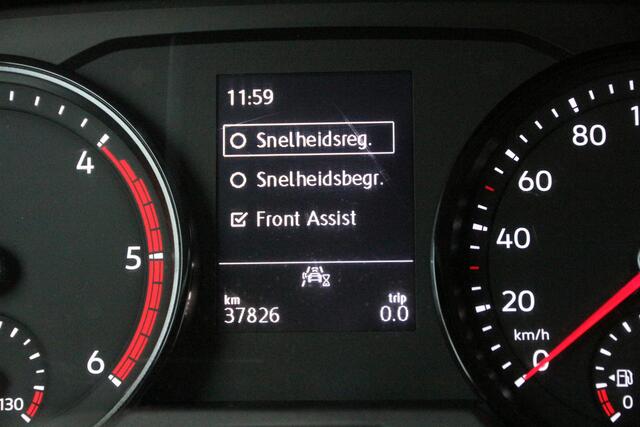 11:59
Snelheidsreg.
Snelheidsbegr.
Front Assist
km trip
37826 0.0
4
5
6
130
80
60
40
20
km/h
0
0